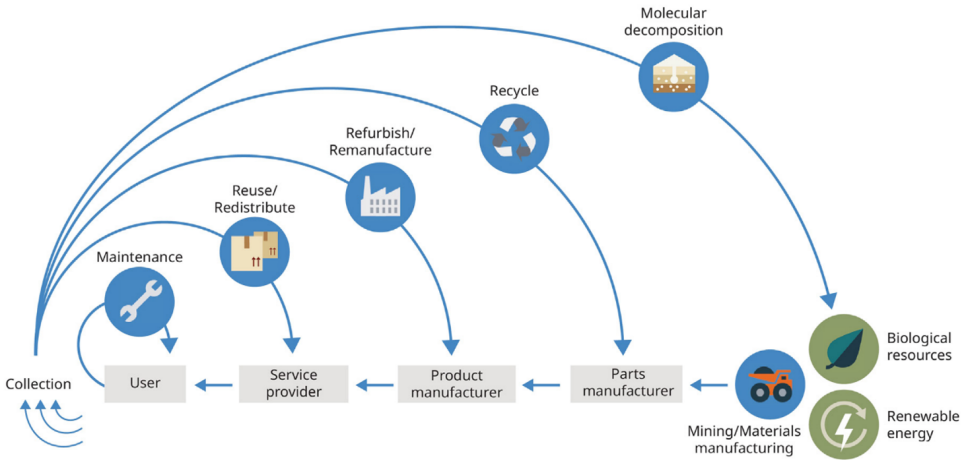 Molecular
decomposition
Recycle
Refurbish/
Remanufacture
Reuse/
Redistribute
Maintenance
Biological
resources
Collection
User
Service
provider
Product
manufacturer
Parts
manufacturer
Mining/Materials
manufacturing
Renewable
energy